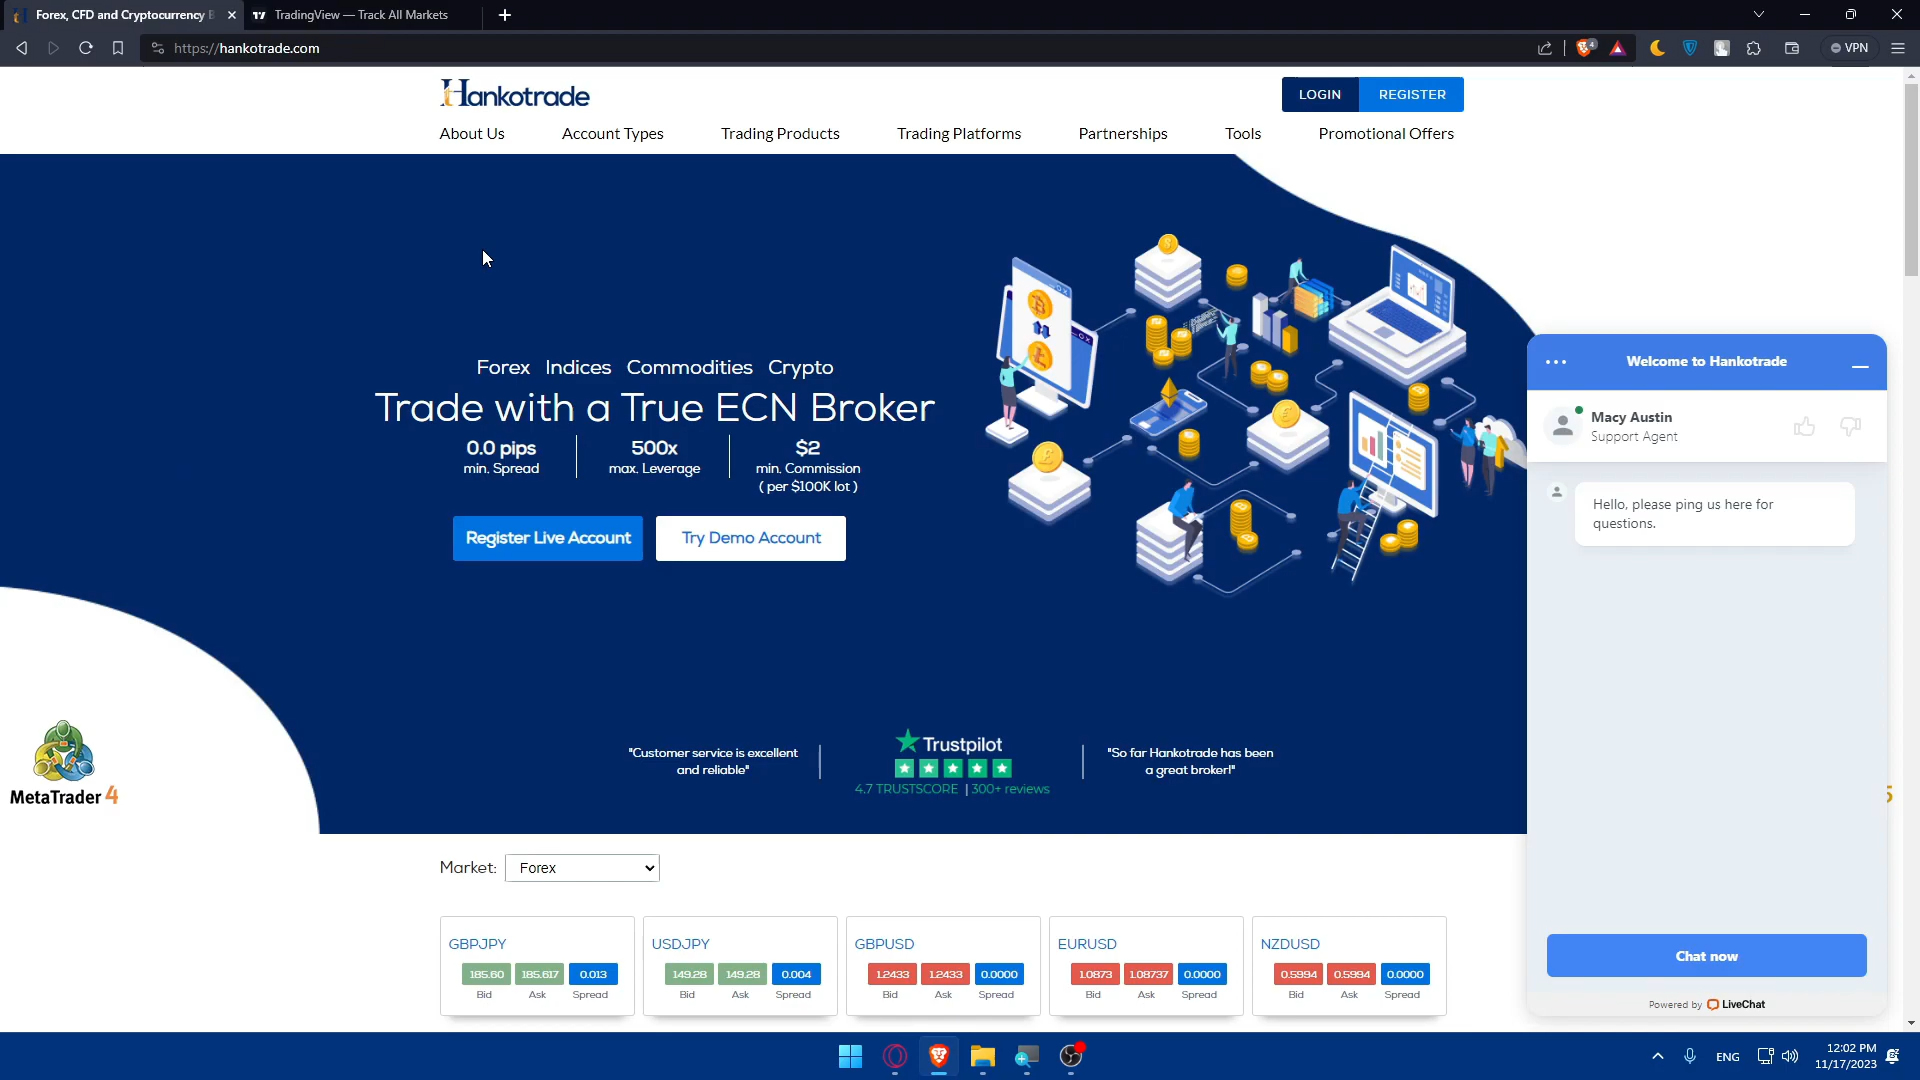 Forex, CFD and Cryptocurrency B
TradingView — Track All Markets
https://hankotrade.com
4
VPN
Hankotrade
LOGIN
REGISTER
About Us
Account Types
Trading Products
Trading Platforms
Partnerships
Tools
Promotional Offers
Forex Indices Commodities Crypto
Trade with a True ECN Broker
0.0 pips
min. Spread
500x
max. Leverage
$2
min. Commission
( per $100K lot )
Register Live Account
Try Demo Account
"Customer service is excellent
and reliable"
Trustpilot
4.7 TRUSTSCORE | 300+ reviews
"So far Hankotrade has been
a great broker!"
MetaTrader 4
5
Welcome to Hankotrade
Macy Austin
Support Agent
Hello, please ping us here for
questions.
Chat now
Powered by LiveChat
Market: Forex
GBPJPY
185.60 185.617 0.013
Bid Ask Spread
USDJPY
149.28 149.28 0.004
Bid Ask Spread
GBPUSD
1.2433 1.2433 0.0000
Bid Ask Spread
EURUSD
1.0873 1.08737 0.0000
Bid Ask Spread
NZDUSD
0.5994 0.5994 0.0000
Bid Ask Spread
ENG
12:02 PM
11/17/2023